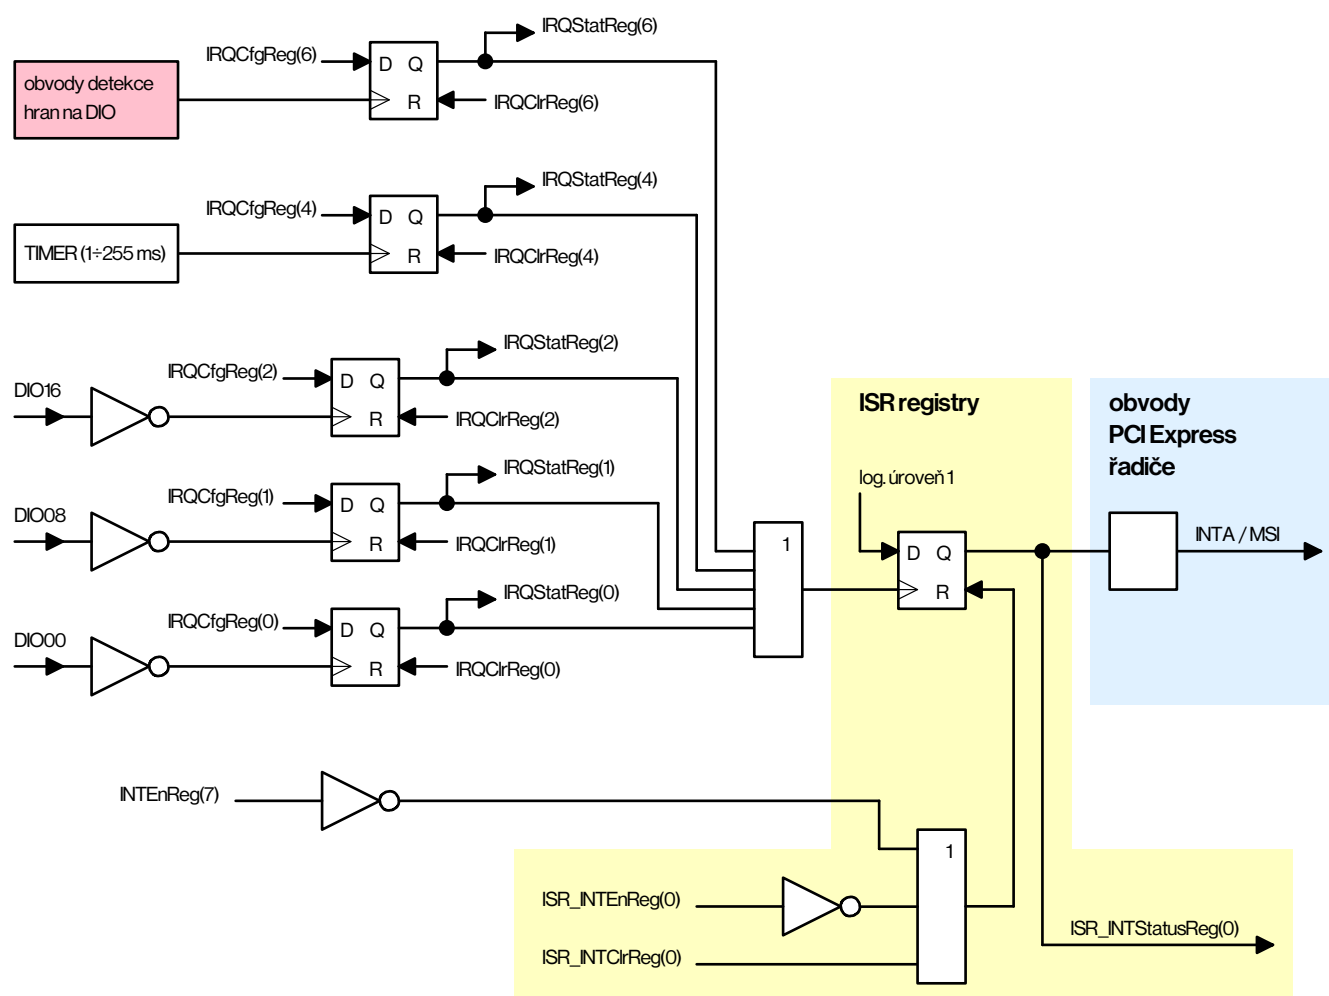 IRQStatReg(6)
IRQCfgReg(6)
D Q
R
IRQClrReg(6)
obvody detekce
hran na DIO
IRQStatReg(4)
IRQCfgReg(4)
D Q
R
IRQClrReg(4)
TIMER (1÷255 ms)
IRQStatReg(2)
IRQCfgReg(2)
D Q
R
IRQClrReg(2)
DIO16
IRQStatReg(1)
IRQCfgReg(1)
D Q
R
IRQClrReg(1)
DIO08
IRQStatReg(0)
IRQCfgReg(0)
D Q
R
IRQClrReg(0)
DIO00
1
ISR registry
log. úroveň 1
D Q
R
obvody
PCI Express
řadiče
INTA / MSI
INTEnReg(7)
1
ISR_INTEnReg(0)
ISR_INTClrReg(0)
ISR_INTStatusReg(0)